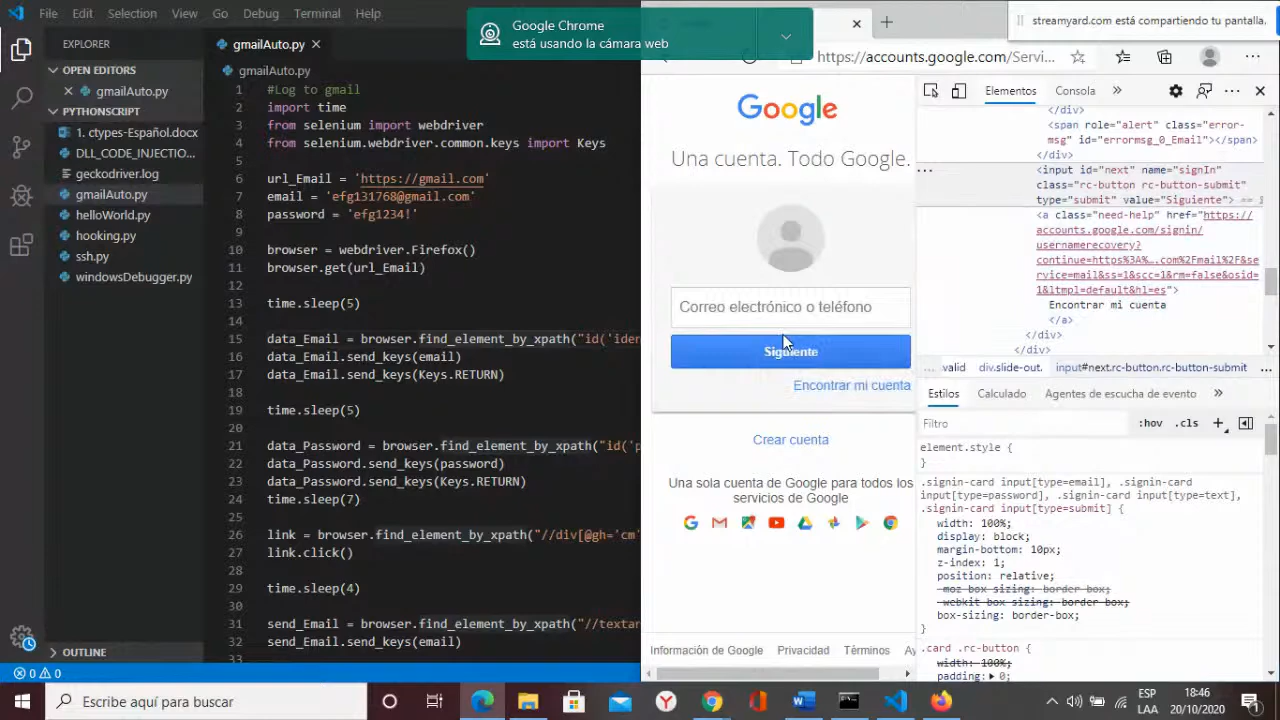 File Edit Selection View Go Debug Terminal Help
EXPLORER
OPEN EDITORS
gmailAuto.py
PYTHONSCRIPT
1. ctypes-Español.docx
DLL_CODE_INJECTIO...
geckodriver.log
gmailAuto.py
helloWorld.py
hooking.py
ssh.py
windowsDebugger.py
OUTLINE
0 0
gmailAuto.py
gmailAuto.py
1 #Log to gmail
2 import time
3 from selenium import webdriver
4 from selenium.webdriver.common.keys import Keys
5
6 url_Email = 'https://gmail.com'
7 email = 'efg131768@gmail.com'
8 password = 'efg1234!'
9
10 browser = webdriver.Firefox()
11 browser.get(url_Email)
12
13 time.sleep(5)
14
15 data_Email = browser.find_element_by_xpath("id('iden
16 data_Email.send_keys(email)
17 data_Email.send_keys(Keys.RETURN)
18
19 time.sleep(5)
20
21 data_Password = browser.find_element_by_xpath("id('p
22 data_Password.send_keys(password)
23 data_Password.send_keys(Keys.RETURN)
24 time.sleep(7)
25
26 link = browser.find_element_by_xpath("//div[@gh='cm'
27 link.click()
28
29 time.sleep(4)
30
31 send_Email = browser.find_element_by_xpath("//textar
32 send_Email.send_keys(email)
33
Google Chrome
está usando la cámara web
streamyard.com está compartiendo tu pantalla.
https://accounts.google.com/Servi...
Google
Una cuenta. Todo Google.
Correo electrónico o teléfono
Siguiente
Encontrar mi cuenta
Crear cuenta
Una sola cuenta de Google para todos los
servicios de Google
Información de Google Privacidad Términos Ay
Elementos Consola
</div>
<span role="alert" class="error-
msg" id="errormsg_0_Email"></span>
</div>
<input id="next" name="signIn"
class="rc-button rc-button-submit"
type="submit" value="Siguiente"> ==
<a class="need-help" href="https://
accounts.google.com/signin/
usernamerecovery?
continue=https%3A%….com%2Fmail%2F&se
rvice=mail&ss=1&scc=1&rm=false&osid=
1&ltmpl=default&hl=es">
Encontrar mi cuenta
</a>
</div>
</div>
... .valid div.slide-out. input#next.rc-button.rc-button-submit ...
Estilos Calculado Agentes de escucha de evento
Filtro :hov .cls
element.style {
}
.signin-card input[type=email], .signin-card
input[type=password], .signin-card input[type=text],
.signin-card input[type=submit] {
width: 100%;
display: block;
margin-bottom: 10px;
z-index: 1;
position: relative;
-moz-box-sizing: border-box;
-webkit-box-sizing: border-box;
box-sizing: border-box;
}
.card .rc-button {
width: 100%;
padding: 0;
Escribe aquí para buscar
ESP
LAA
18:46
20/10/2020
1